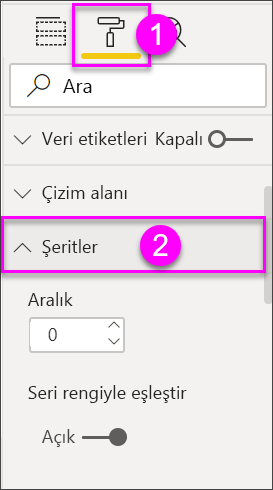 1
Ara
Veri etiketleri Kapalı
Çizim alanı
Şeritler 2
Aralık
0
Seri rengiyle eşleştir
Açık